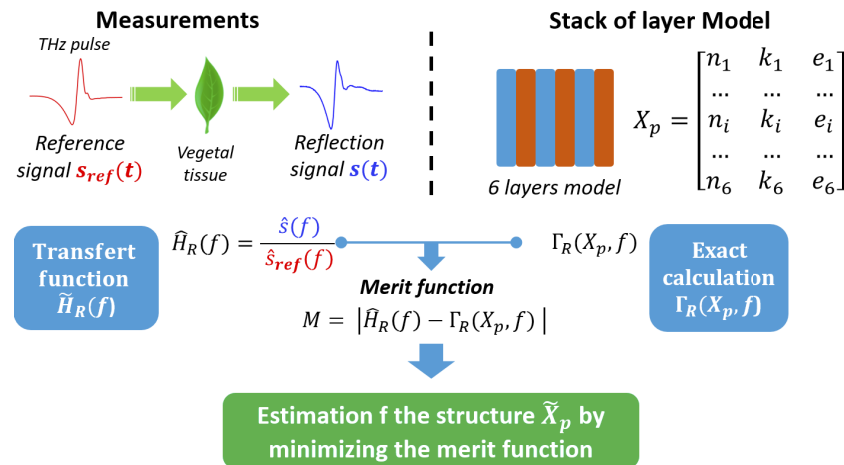 Measurements
Stack of layer Model
THz pulse
Reference
signal s_ref(t)
Vegetal
tissue
Reflection
signal s(t)
6 layers model
X_p = [n_1 k_1 e_1
... ... ...
n_i k_i e_i
... ... ...
n_6 k_6 e_6]
Transfert
function
H̃_R(f)
Ĥ_R(f) = ŝ(f) / ŝ_ref(f)
Γ_R(X_p, f)
Exact
calculation
Γ_R(X_p, f)
Merit function
M = |Ĥ_R(f) − Γ_R(X_p, f)|
Estimation f the structure X̃_p by
minimizing the merit function